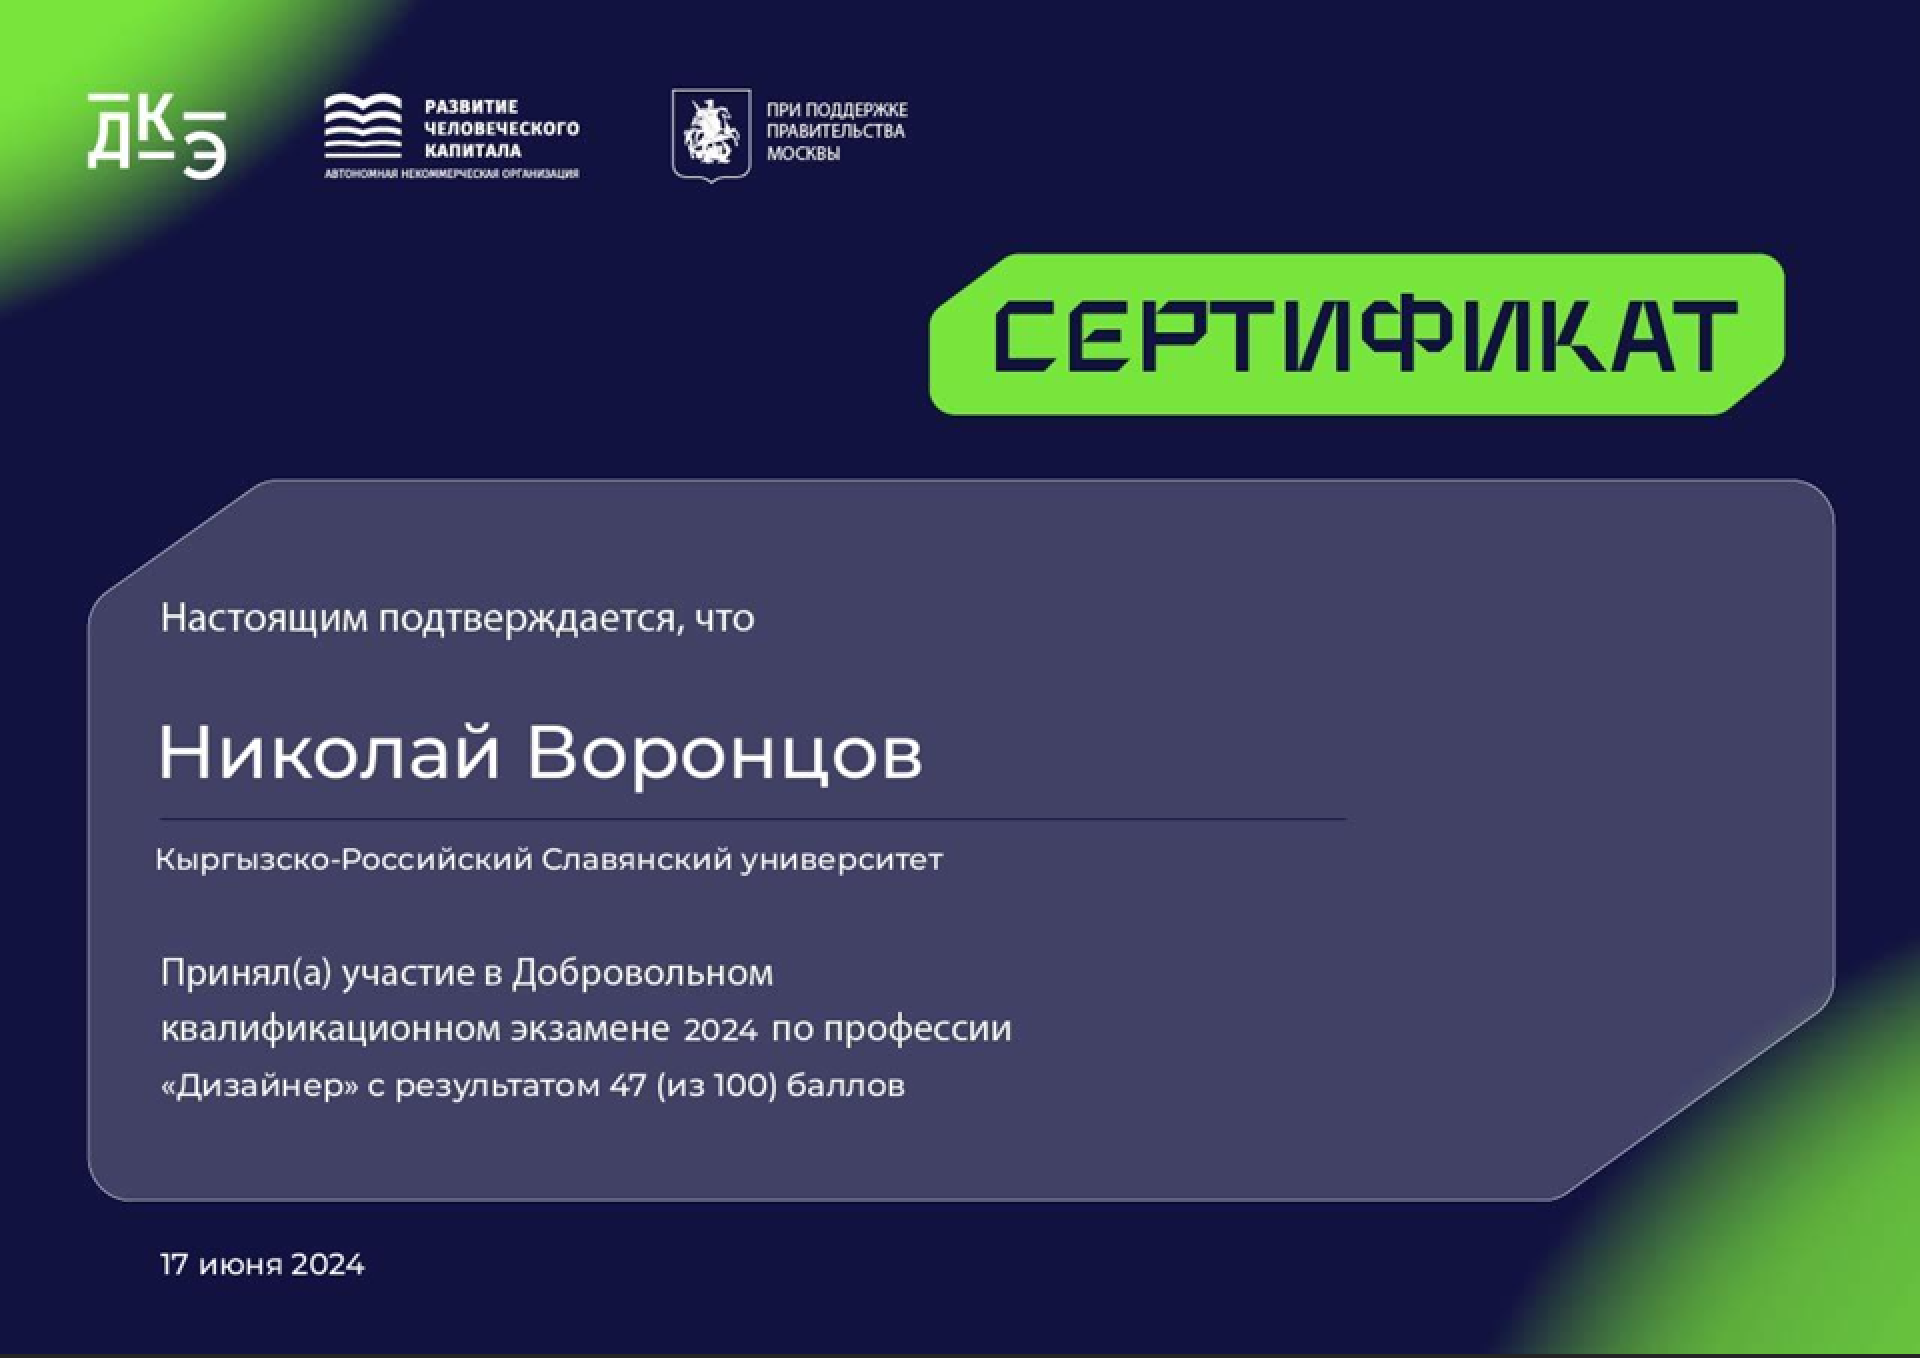 ДКЭ
РАЗВИТИЕ
ЧЕЛОВЕЧЕСКОГО
КАПИТАЛА
АВТОНОМНАЯ НЕКОММЕРЧЕСКАЯ ОРГАНИЗАЦИЯ
ПРИ ПОДДЕРЖКЕ
ПРАВИТЕЛЬСТВА
МОСКВЫ
СЕРТИФИКАТ
Настоящим подтверждается, что
Николай Воронцов
Кыргызско-Российский Славянский университет
Принял(а) участие в Добровольном
квалификационном экзамене 2024 по профессии
«Дизайнер» с результатом 47 (из 100) баллов
17 июня 2024